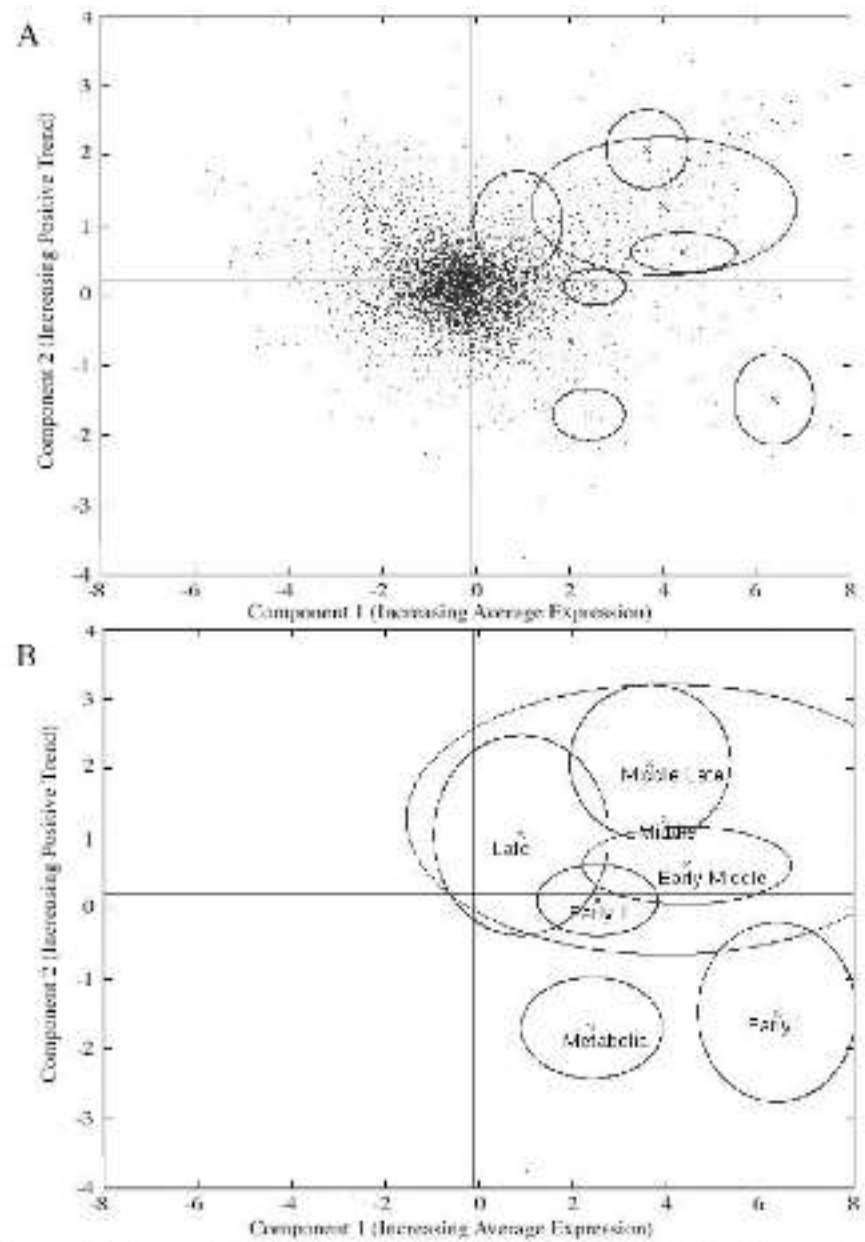 A
Component 2 (Increasing Positive Trend)
4
3
2
1
0
-1
-2
-3
-4
-8
-6
-4
-2
0
2
4
6
8
Component 1 (Increasing Average Expression)
B
Component 2 (Increasing Positive Trend)
4
3
2
1
0
-1
-2
-3
-4
Middle Late
Middle
Late
Early Middle
Early I
Early
Metabolic
-8
-6
-4
-2
0
2
4
6
8
Component 1 (Increasing Average Expression)